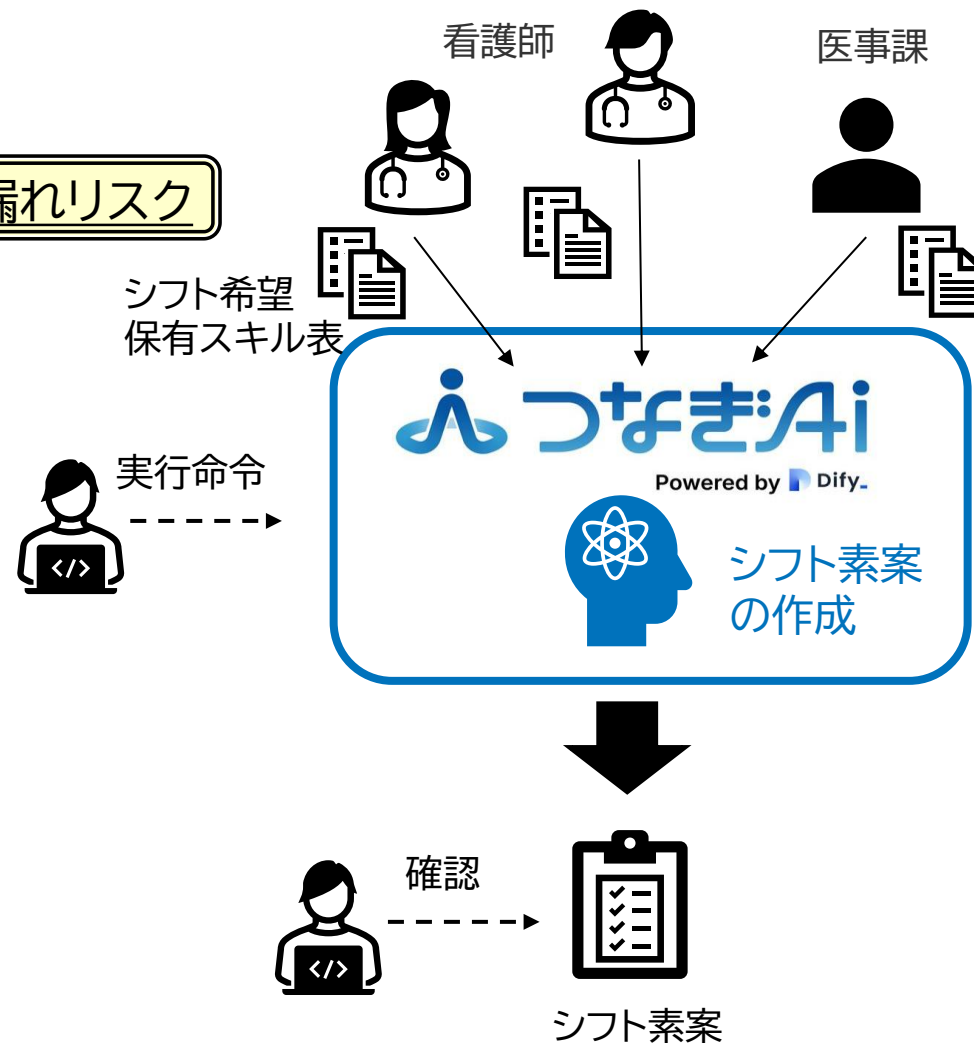 看護師
医事課
漏れリスク
シフト希望
保有スキル表
つなぎAi
Powered by Dify_
実行命令
</>
シフト素案
の作成
確認
</>
シフト素案